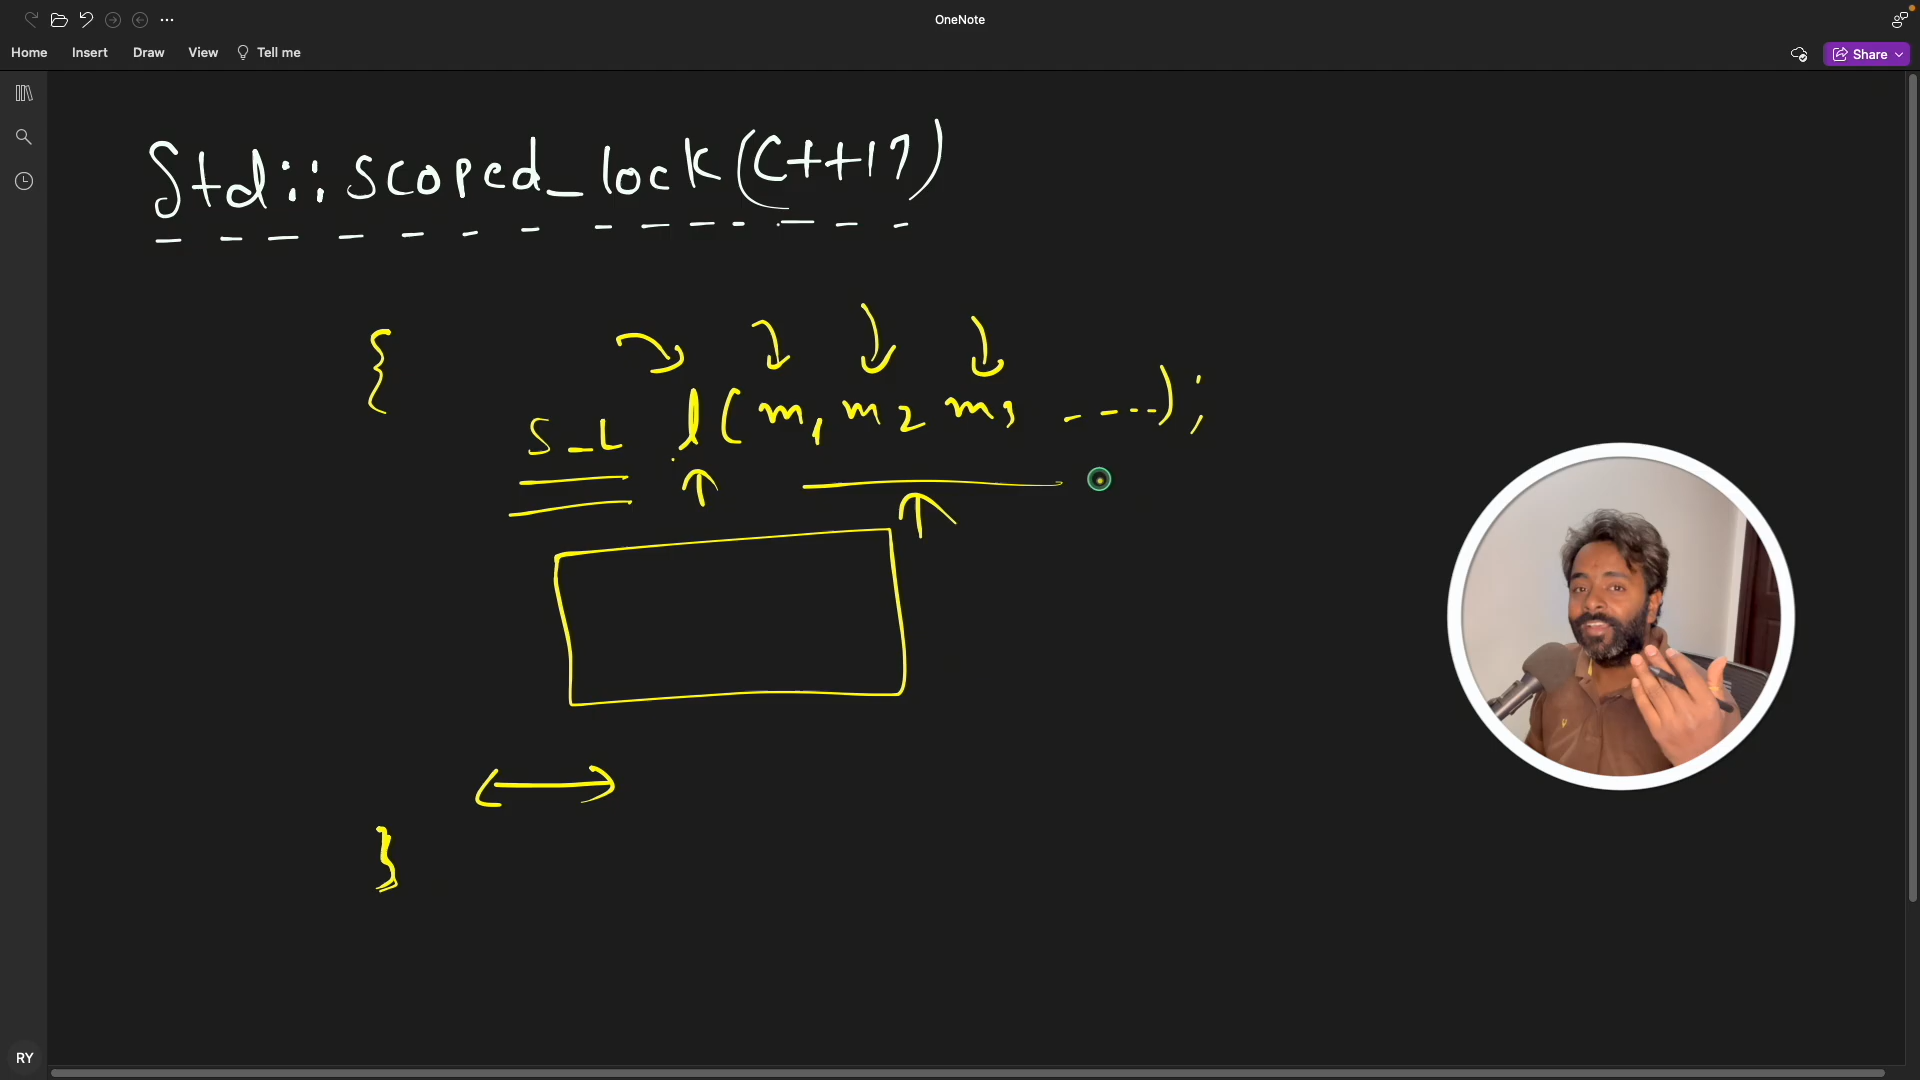 OneNote
Home Insert Draw View Tell me
Share
Std::scoped_lock(C++17)
{
S_L l(m1 m2 m3 ----);
}
RY